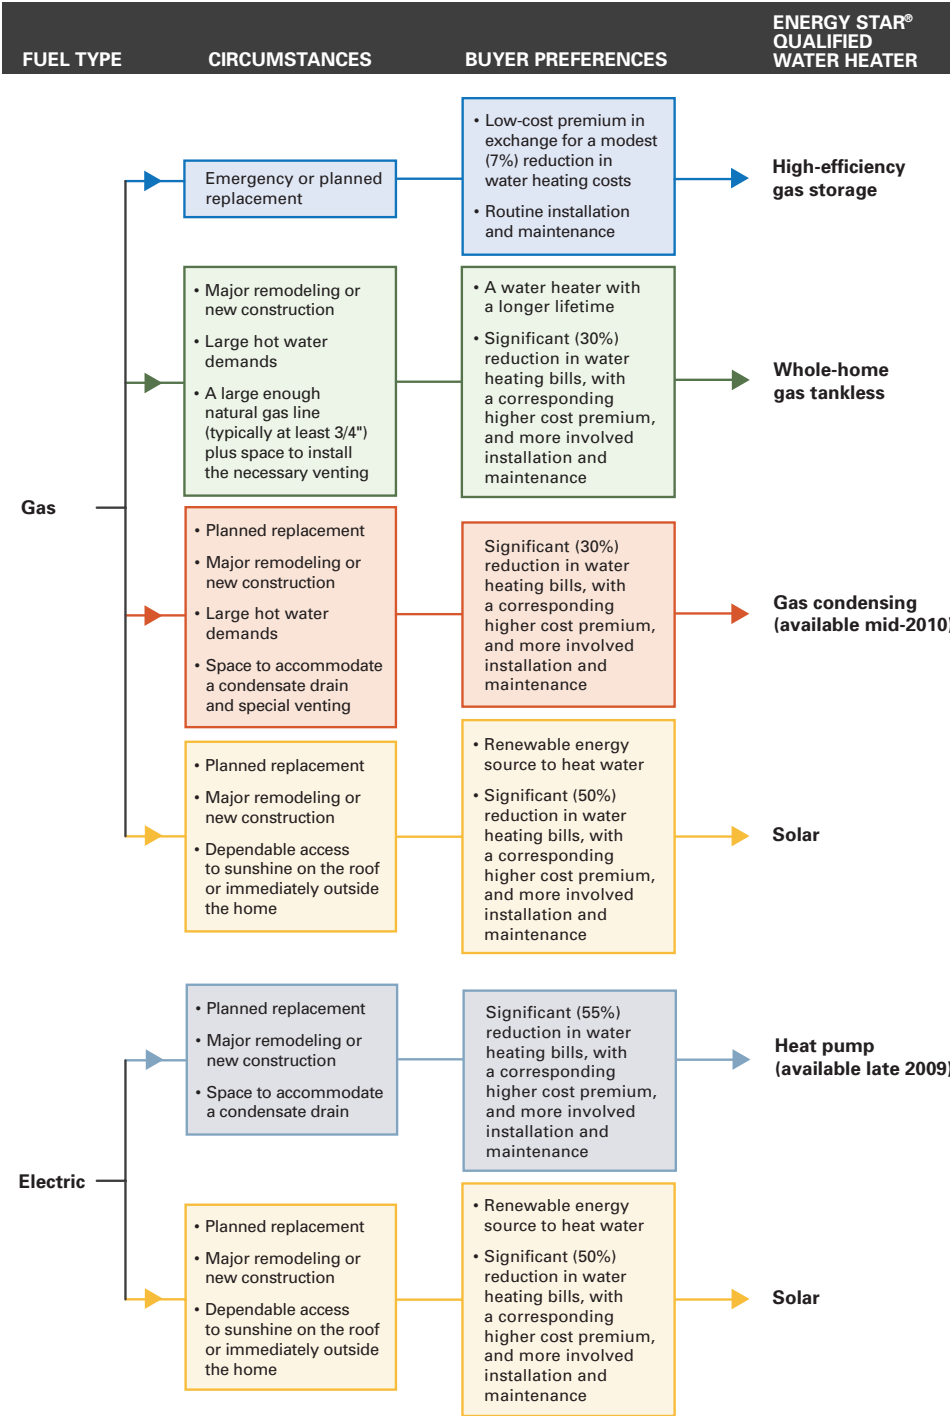 FUEL TYPE
CIRCUMSTANCES
BUYER PREFERENCES
ENERGY STAR®
QUALIFIED
WATER HEATER
Gas
Emergency or planned
replacement
• Low-cost premium in
exchange for a modest
(7%) reduction in
water heating costs
• Routine installation
and maintenance
High-efficiency
gas storage
• Major remodeling or
new construction
• Large hot water
demands
• A large enough
natural gas line
(typically at least 3/4")
plus space to install
the necessary venting
• A water heater with
a longer lifetime
• Significant (30%)
reduction in water
heating bills, with
a corresponding
higher cost premium,
and more involved
installation and
maintenance
Whole-home
gas tankless
• Planned replacement
• Major remodeling or
new construction
• Large hot water
demands
• Space to accommodate
a condensate drain
and special venting
Significant (30%)
reduction in water
heating bills, with
a corresponding
higher cost premium,
and more involved
installation and
maintenance
Gas condensing
(available mid-2010)
• Planned replacement
• Major remodeling or
new construction
• Dependable access
to sunshine on the roof
or immediately outside
the home
• Renewable energy
source to heat water
• Significant (50%)
reduction in water
heating bills, with
a corresponding
higher cost premium,
and more involved
installation and
maintenance
Solar
Electric
• Planned replacement
• Major remodeling or
new construction
• Space to accommodate
a condensate drain
Significant (55%)
reduction in water
heating bills, with
a corresponding
higher cost premium,
and more involved
installation and
maintenance
Heat pump
(available late 2009)
• Planned replacement
• Major remodeling or
new construction
• Dependable access
to sunshine on the roof
or immediately outside
the home
• Renewable energy
source to heat water
• Significant (50%)
reduction in water
heating bills, with
a corresponding
higher cost premium,
and more involved
installation and
maintenance
Solar